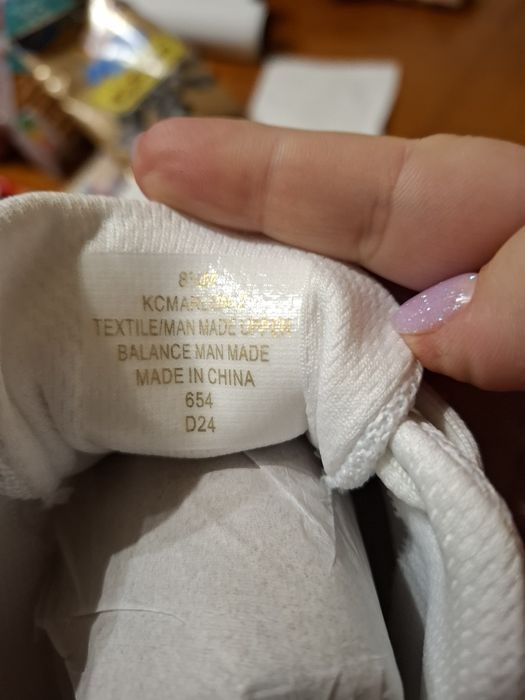 TEXTILE/MAN MADE UPPER
BALANCE MAN MADE
MADE IN CHINA
654
D24